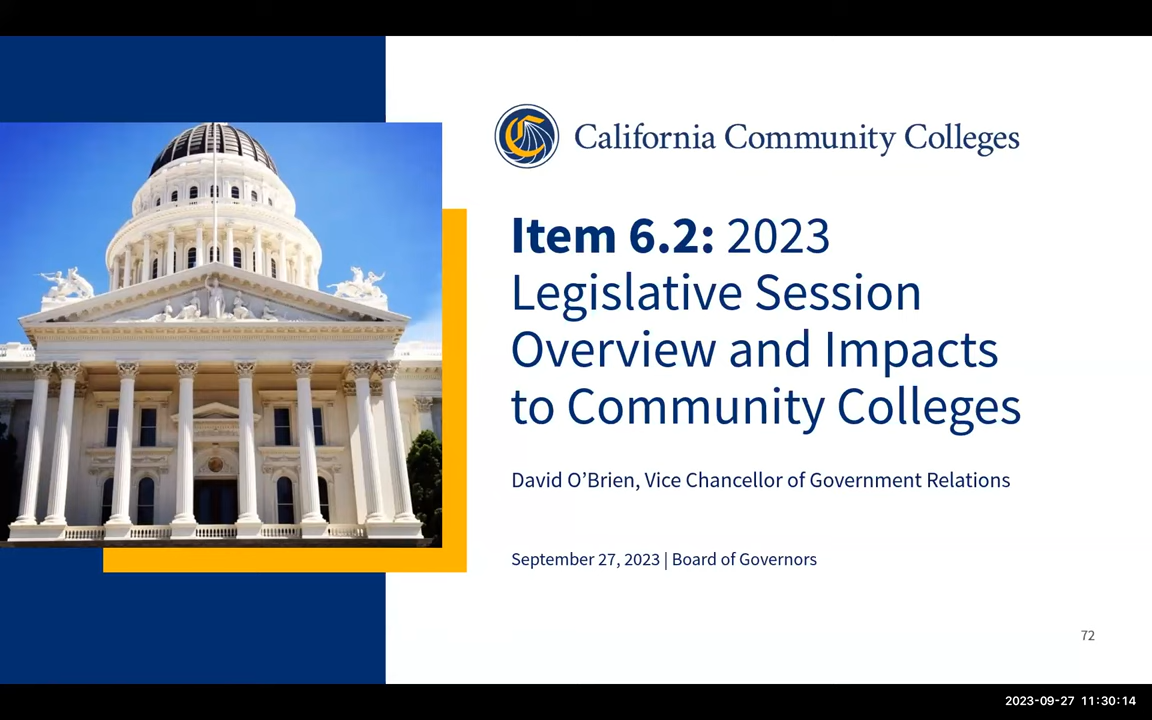 California Community Colleges
Item 6.2: 2023
Legislative Session
Overview and Impacts
to Community Colleges
David O’Brien, Vice Chancellor of Government Relations
September 27, 2023 | Board of Governors
72
2023-09-27 11:30:14